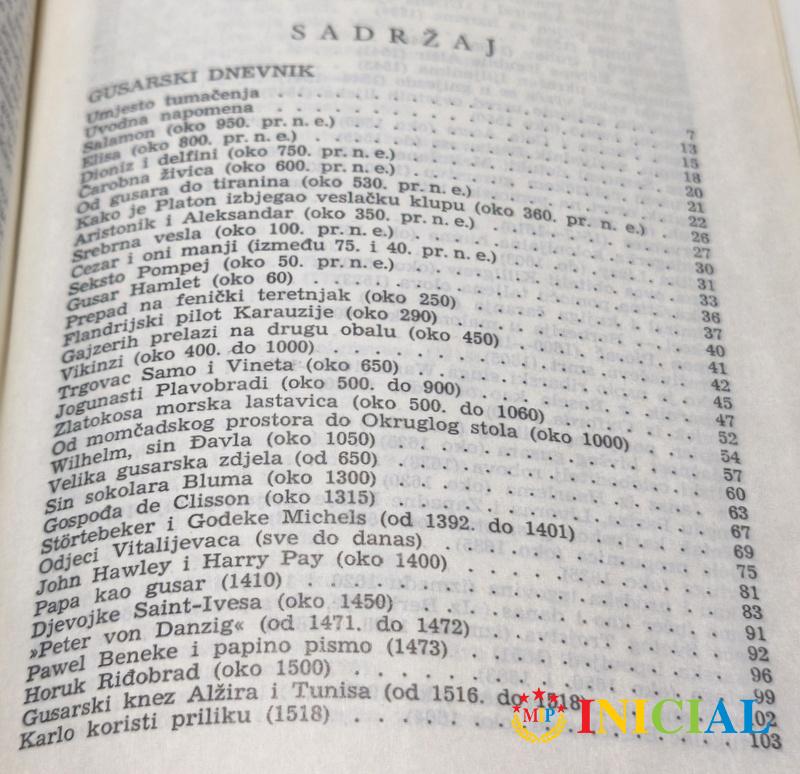 SADRŽAJ
GUSARSKI DNEVNIK
Umjesto tumačenja . . . . . . . . . . 7
Uvodna napomena . . . . . . . . . . 13
Salamon (oko 950. pr. n. e.) . . . . . . . . . . 15
Elisa (oko 800. pr. n. e.) . . . . . . . . . . 18
Dioniz i delfini (oko 750. pr. n. e.) . . . . . . . . . . 20
Čarobna živica (oko 600. pr. n. e.) . . . . . . . . . . 21
Od gusara do tiranina (oko 530. pr. n. e.) . . . . . . . . 22
Kako je Platon izbjegao veslačku klupu (oko 360. pr. n. e.) . 26
Aristonik i Aleksandar (oko 350. pr. n. e.) . . . . . . . . 27
Srebrna vesla (oko 100. pr. n. e.) . . . . . . . . . . 30
Cezar i oni manji (između 75. i 40. pr. n. e.) . . . . . . . 31
Seksto Pompej (oko 50. pr. n. e.) . . . . . . . . . . 33
Gusar Hamlet (oko 60) . . . . . . . . . . 36
Prepad na fenički teretnjak (oko 250) . . . . . . . . . . 37
Flandrijski pilot Karauzije (oko 290) . . . . . . . . . . 40
Gajzerih prelazi na drugu obalu (oko 450) . . . . . . . . 41
Vikinzi (oko 400. do 1000) . . . . . . . . . . 42
Trgovac Samo i Vineta (oko 650) . . . . . . . . . . 45
Jogunasti Plavobradi (oko 500. do 900) . . . . . . . . . 47
Zlatokosa morska lastavica (oko 500. do 1060) . . . . . . . 52
Od momčadskog prostora do Okruglog stola (oko 1000) . . . . 54
Wilhelm, sin Đavla (oko 1050) . . . . . . . . . . 57
Velika gusarska zdjela (od 650) . . . . . . . . . . 60
Sin sokolara Bluma (oko 1300) . . . . . . . . . . 63
Gospođa de Clisson (oko 1315) . . . . . . . . . . 67
Störtebeker i Godeke Michels (od 1392. do 1401) . . . . . . 69
Odjeci Vitalijevaca (sve do danas) . . . . . . . . . . 75
John Hawley i Harry Pay (oko 1400) . . . . . . . . . . 81
Papa kao gusar (1410) . . . . . . . . . . 83
Djevojke Saint-Ivesa (oko 1450) . . . . . . . . . . 91
»Peter von Danzig« (od 1471. do 1472) . . . . . . . . . . 92
Pawel Beneke i papino pismo (1473) . . . . . . . . . . 96
Horuk Riđobrad (oko 1500) . . . . . . . . . . 99
Gusarski knez Alžira i Tunisa (od 1516. do 1518) . . . . . 102
Karlo koristi priliku (1518) . . . . . . . . . . 103
MP INICIAL